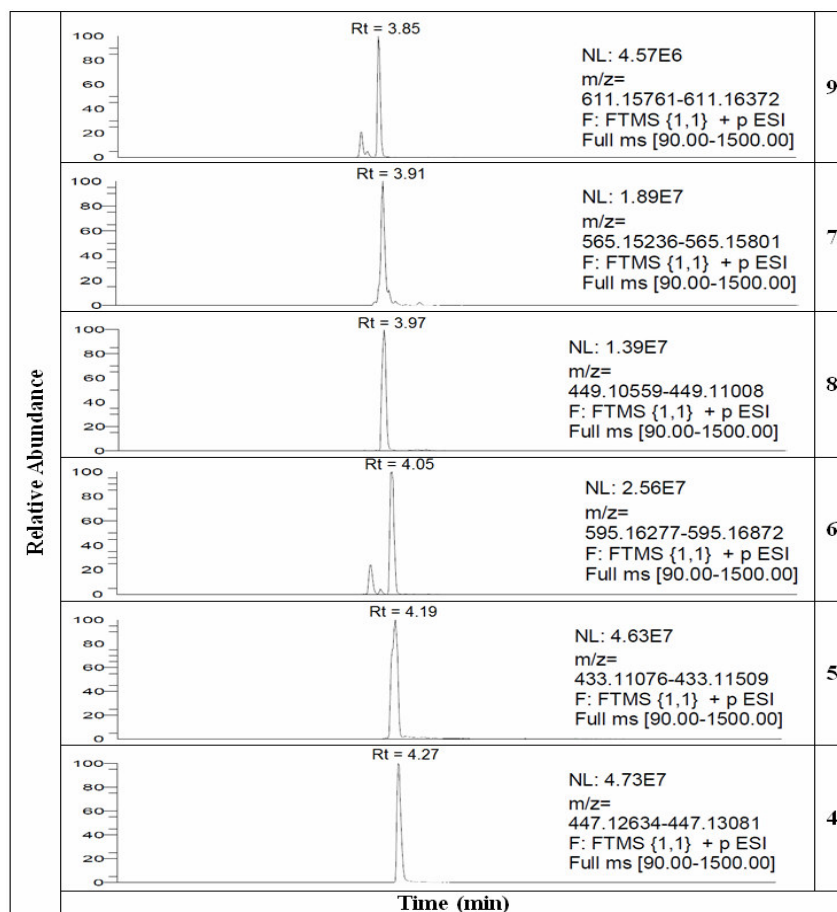 Relative Abundance
Rt = 3.85
100
80
60
40
20
0
NL: 4.57E6
m/z=
611.15761-611.16372
F: FTMS {1,1} + p ESI
Full ms [90.00-1500.00]
9
Rt = 3.91
100
80
60
40
20
0
NL: 1.89E7
m/z=
565.15236-565.15801
F: FTMS {1,1} + p ESI
Full ms [90.00-1500.00]
7
Rt = 3.97
100
80
60
40
20
0
NL: 1.39E7
m/z=
449.10559-449.11008
F: FTMS {1,1} + p ESI
Full ms [90.00-1500.00]
8
Rt = 4.05
100
80
60
40
20
0
NL: 2.56E7
m/z=
595.16277-595.16872
F: FTMS {1,1} + p ESI
Full ms [90.00-1500.00]
6
Rt = 4.19
100
80
60
40
20
0
NL: 4.63E7
m/z=
433.11076-433.11509
F: FTMS {1,1} + p ESI
Full ms [90.00-1500.00]
5
Rt = 4.27
100
80
60
40
20
0
NL: 4.73E7
m/z=
447.12634-447.13081
F: FTMS {1,1} + p ESI
Full ms [90.00-1500.00]
4
Time (min)